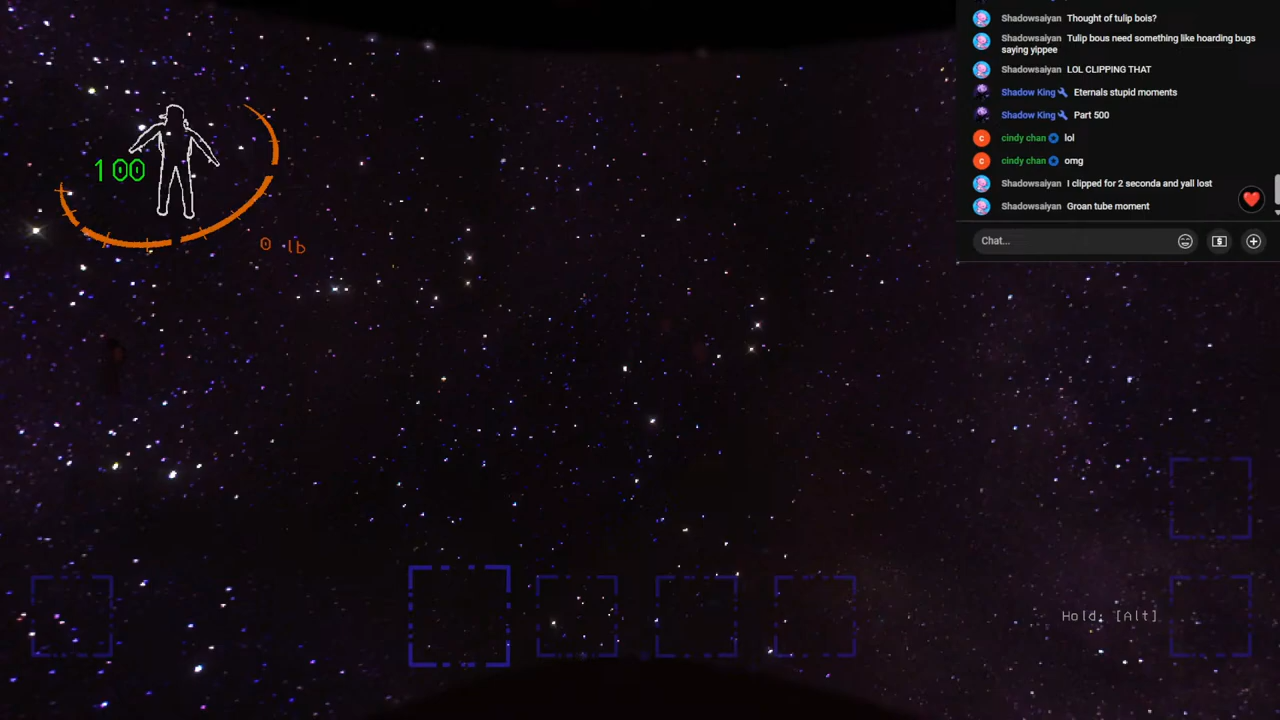 Shadowsaiyan Thought of tulip bois?
Shadowsaiyan Tulip bous need something like hoarding bugs
saying yippee
Shadowsaiyan LOL CLIPPING THAT
Shadow King Eternals stupid moments
Shadow King Part 500
c cindy chan lol
c cindy chan omg
Shadowsaiyan I clipped for 2 seconda and yall lost
Shadowsaiyan Groan tube moment
Chat...
100
0 lb
Hold: [Alt]